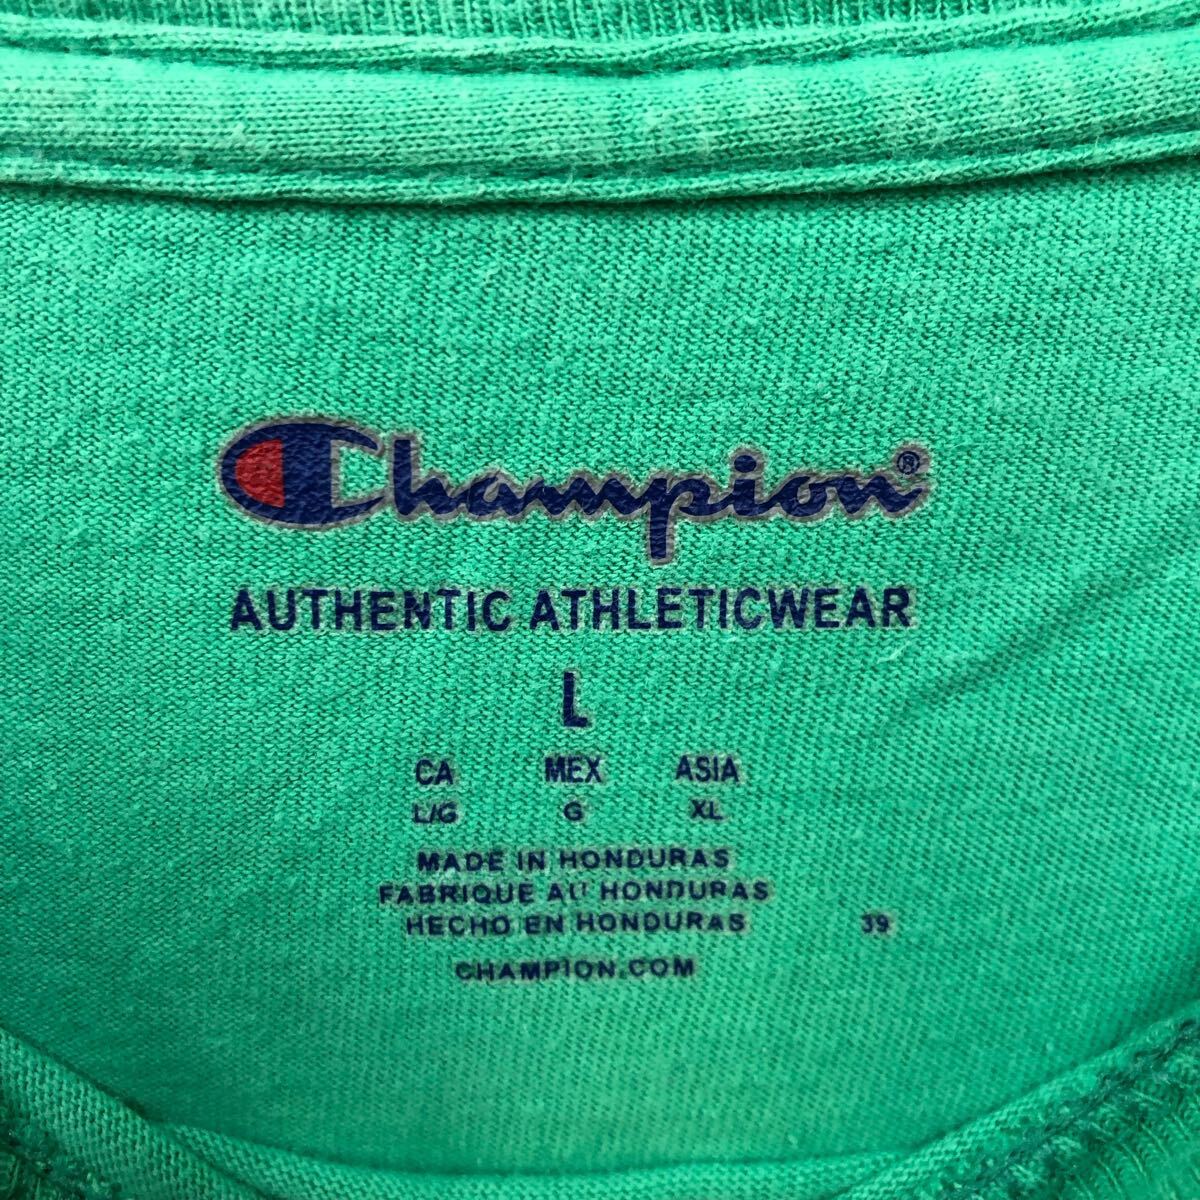 Champion®
AUTHENTIC ATHLETICWEAR
L
CA MEX ASIA
L/G G XL
MADE IN HONDURAS
FABRIQUE AU HONDURAS
HECHO EN HONDURAS 39
CHAMPION.COM